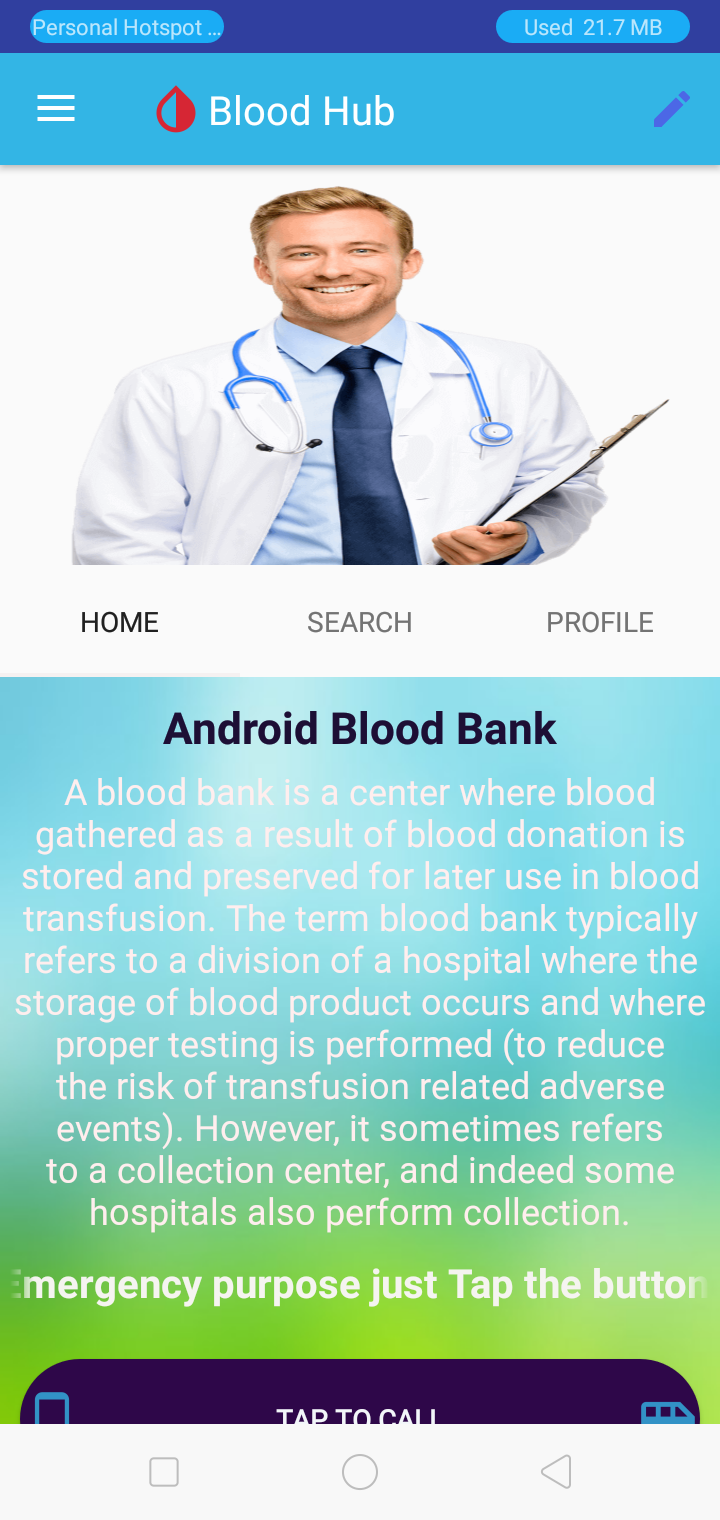 Personal Hotspot ...
Used 21.7 MB
Blood Hub
HOME
SEARCH
PROFILE
Android Blood Bank
A blood bank is a center where blood
gathered as a result of blood donation is
stored and preserved for later use in blood
transfusion. The term blood bank typically
refers to a division of a hospital where the
storage of blood product occurs and where
proper testing is performed (to reduce
the risk of transfusion related adverse
events). However, it sometimes refers
to a collection center, and indeed some
hospitals also perform collection.
Emergency purpose just Tap the button
TAP TO CALL